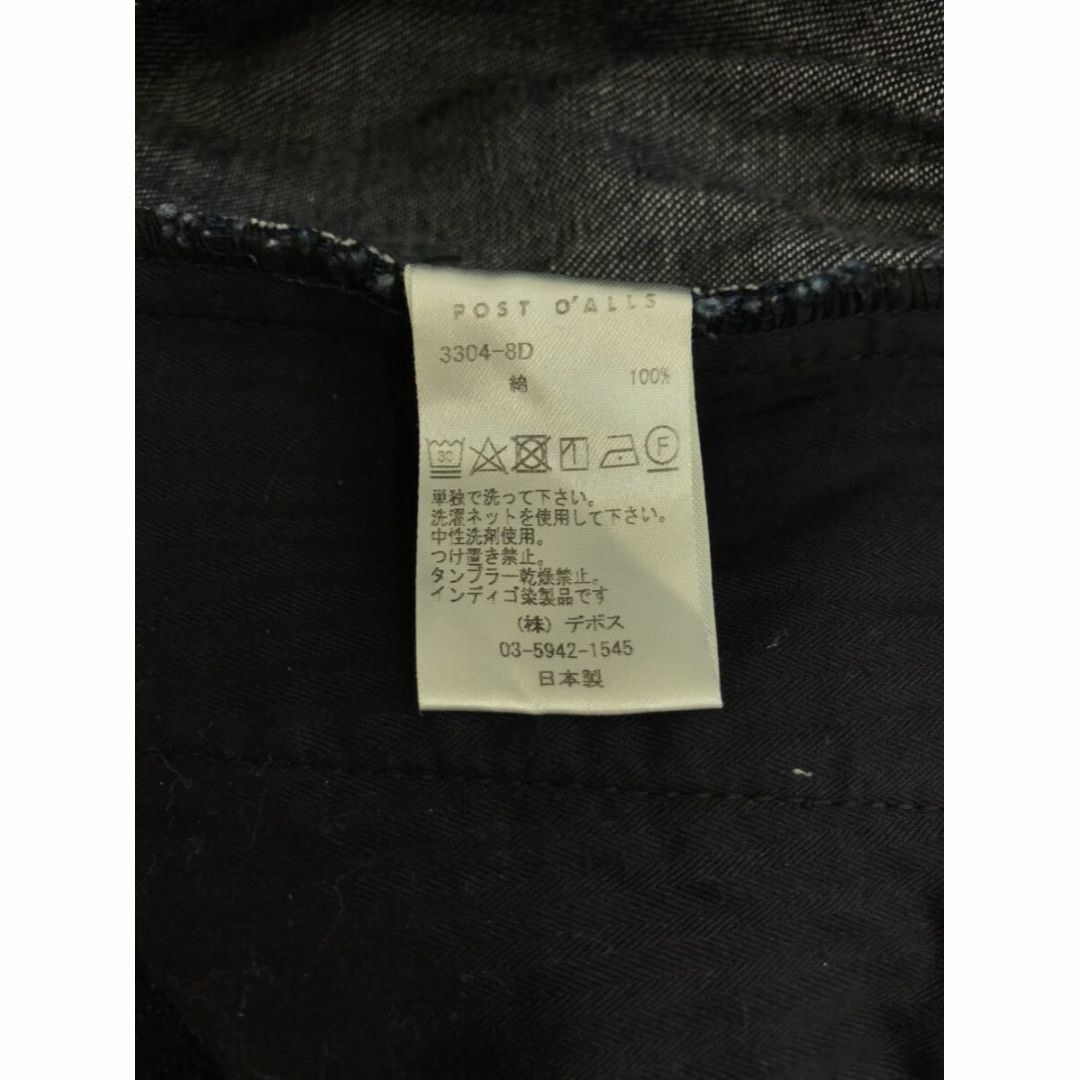 POST O'ALLS
3304-8D
綿 100%
30 F
単独で洗って下さい。
洗濯ネットを使用して下さい。
中性洗剤使用。
つけ置き禁止。
タンブラー乾燥禁止。
インディゴ染製品です
(株) デボス
03-5942-1545
日本製